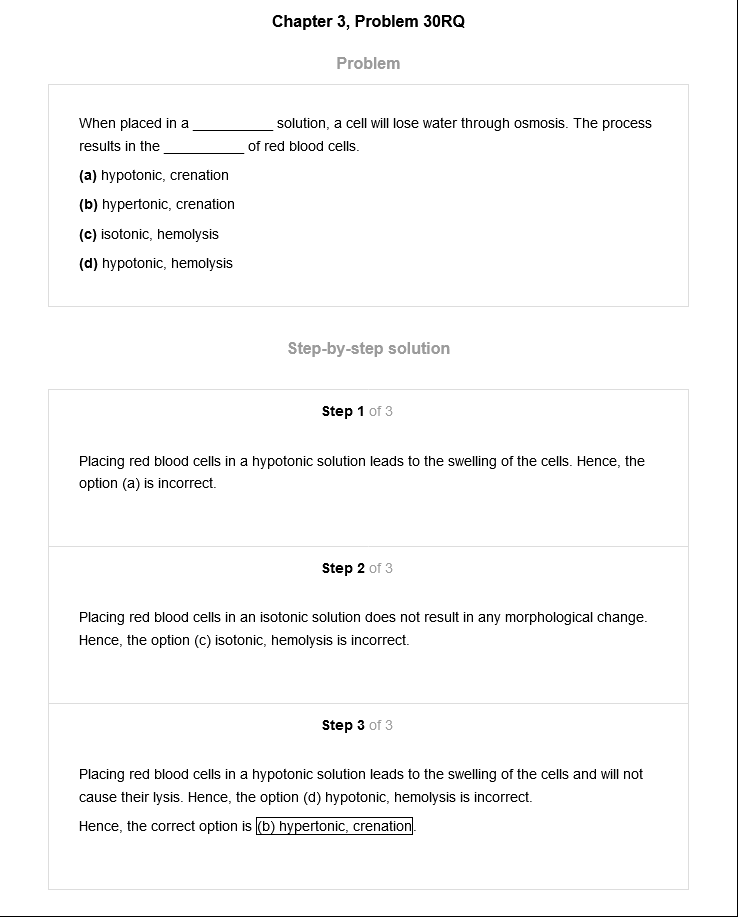 Chapter 3, Problem 30RQ
Problem
When placed in a __________ solution, a cell will lose water through osmosis. The process
results in the __________ of red blood cells.
(a) hypotonic, crenation
(b) hypertonic, crenation
(c) isotonic, hemolysis
(d) hypotonic, hemolysis
Step-by-step solution
Step 1 of 3
Placing red blood cells in a hypotonic solution leads to the swelling of the cells. Hence, the
option (a) is incorrect.
Step 2 of 3
Placing red blood cells in an isotonic solution does not result in any morphological change.
Hence, the option (c) isotonic, hemolysis is incorrect.
Step 3 of 3
Placing red blood cells in a hypotonic solution leads to the swelling of the cells and will not
cause their lysis. Hence, the option (d) hypotonic, hemolysis is incorrect.
Hence, the correct option is (b) hypertonic, crenation.